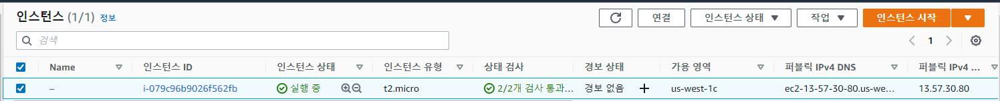 인스턴스 (1/1) 정보 연결 인스턴스 상태 작업 인스턴스 시작
검색 1
Name 인스턴스 ID 인스턴스 상태 인스턴스 유형 상태 검사 경보 상태 가용 영역 퍼블릭 IPv4 DNS 퍼블릭 IPv4 ...
– i-079c96b9026f562fb 실행 중 t2.micro 2/2개 검사 통과... 경보 없음 + us-west-1c ec2-13-57-30-80.us-we... 13.57.30.80